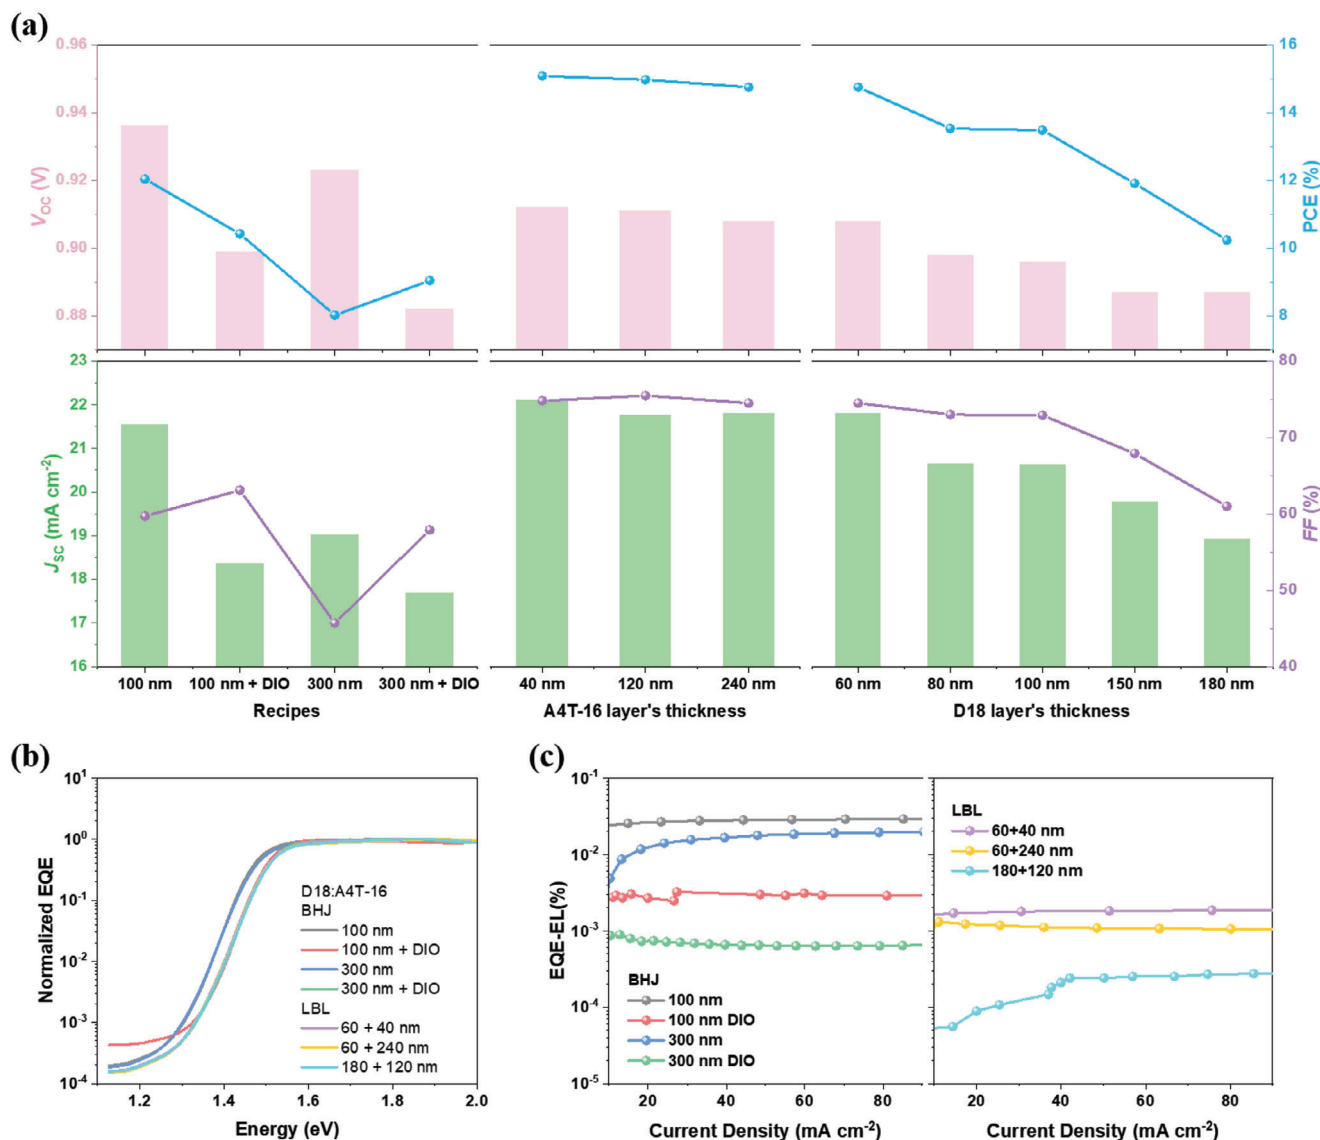 (a)
0.96
0.94
0.92
0.90
0.88
V_OC (V)
16
14
12
10
8
PCE (%)
23
22
21
20
19
18
17
16
J_SC (mA cm⁻²)
80
70
60
50
40
FF (%)
100 nm 100 nm + DIO 300 nm 300 nm + DIO
Recipes
40 nm 120 nm 240 nm
A4T-16 layer's thickness
60 nm 80 nm 100 nm 150 nm 180 nm
D18 layer's thickness
(b)
10¹
10⁰
10⁻¹
10⁻²
10⁻³
10⁻⁴
Normalized EQE
D18:A4T-16
BHJ
100 nm
100 nm + DIO
300 nm
300 nm + DIO
LBL
60 + 40 nm
60 + 240 nm
180 + 120 nm
1.2 1.4 1.6 1.8 2.0
Energy (eV)
(c)
10⁻¹
10⁻²
10⁻³
10⁻⁴
10⁻⁵
EQE-EL(%)
BHJ
100 nm
100 nm DIO
300 nm
300 nm DIO
20 40 60 80
Current Density (mA cm⁻²)
LBL
60+40 nm
60+240 nm
180+120 nm
20 40 60 80
Current Density (mA cm⁻²)